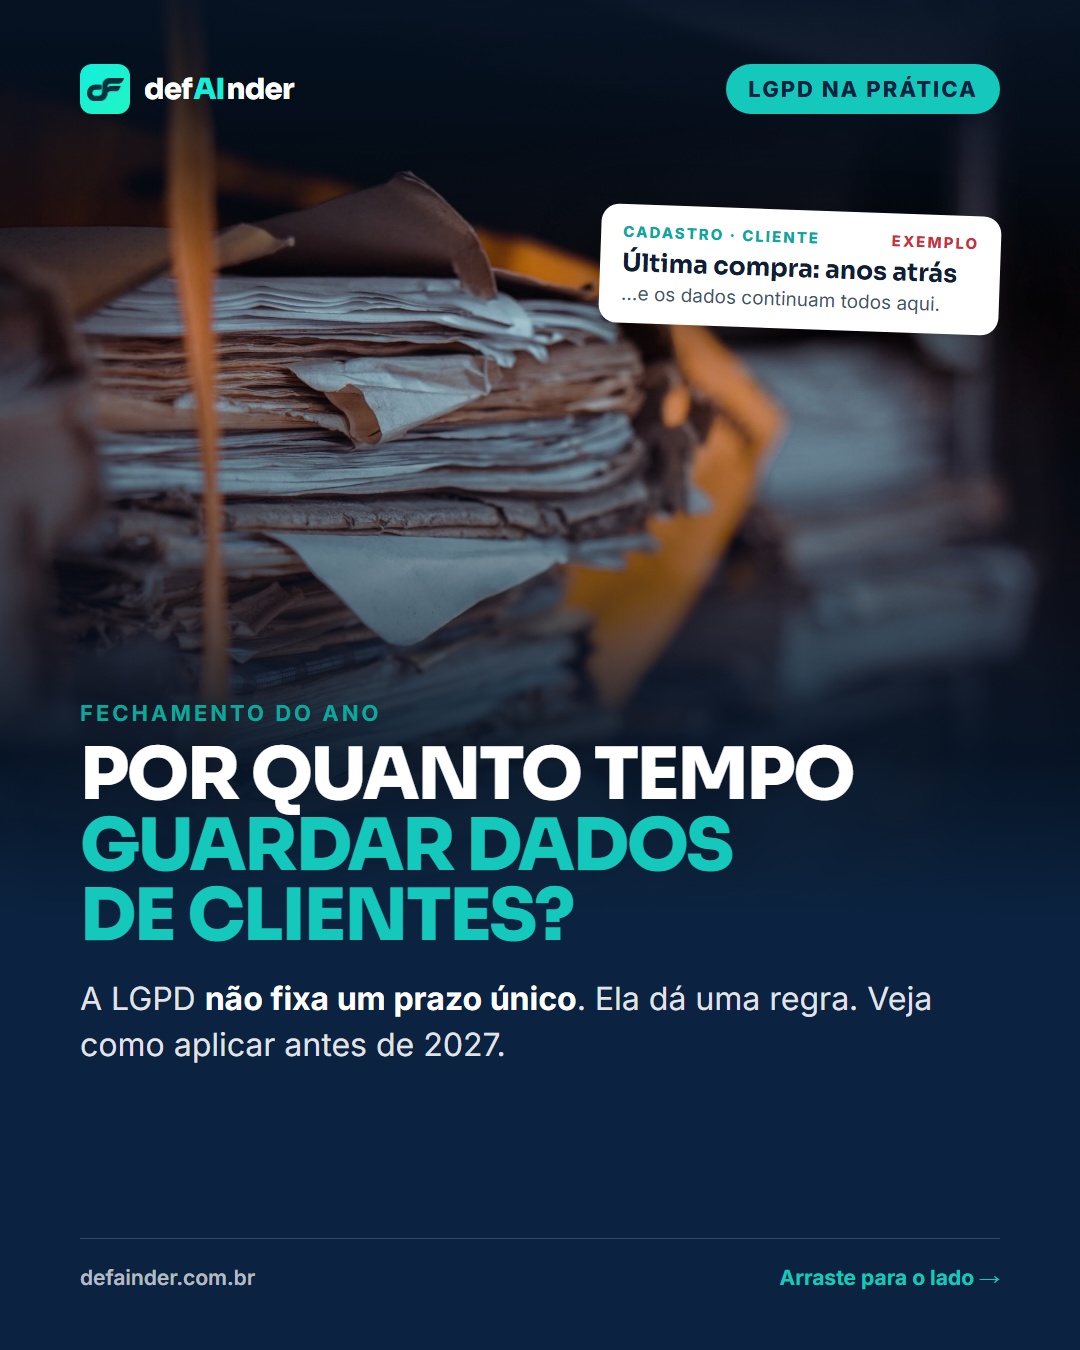 defAInder
LGPD NA PRÁTICA
CADASTRO · CLIENTE
EXEMPLO
Última compra: anos atrás
...e os dados continuam todos aqui.
FECHAMENTO DO ANO
POR QUANTO TEMPO
GUARDAR DADOS
DE CLIENTES?
A LGPD não fixa um prazo único. Ela dá uma regra. Veja
como aplicar antes de 2027.
defainder.com.br
Arraste para o lado →